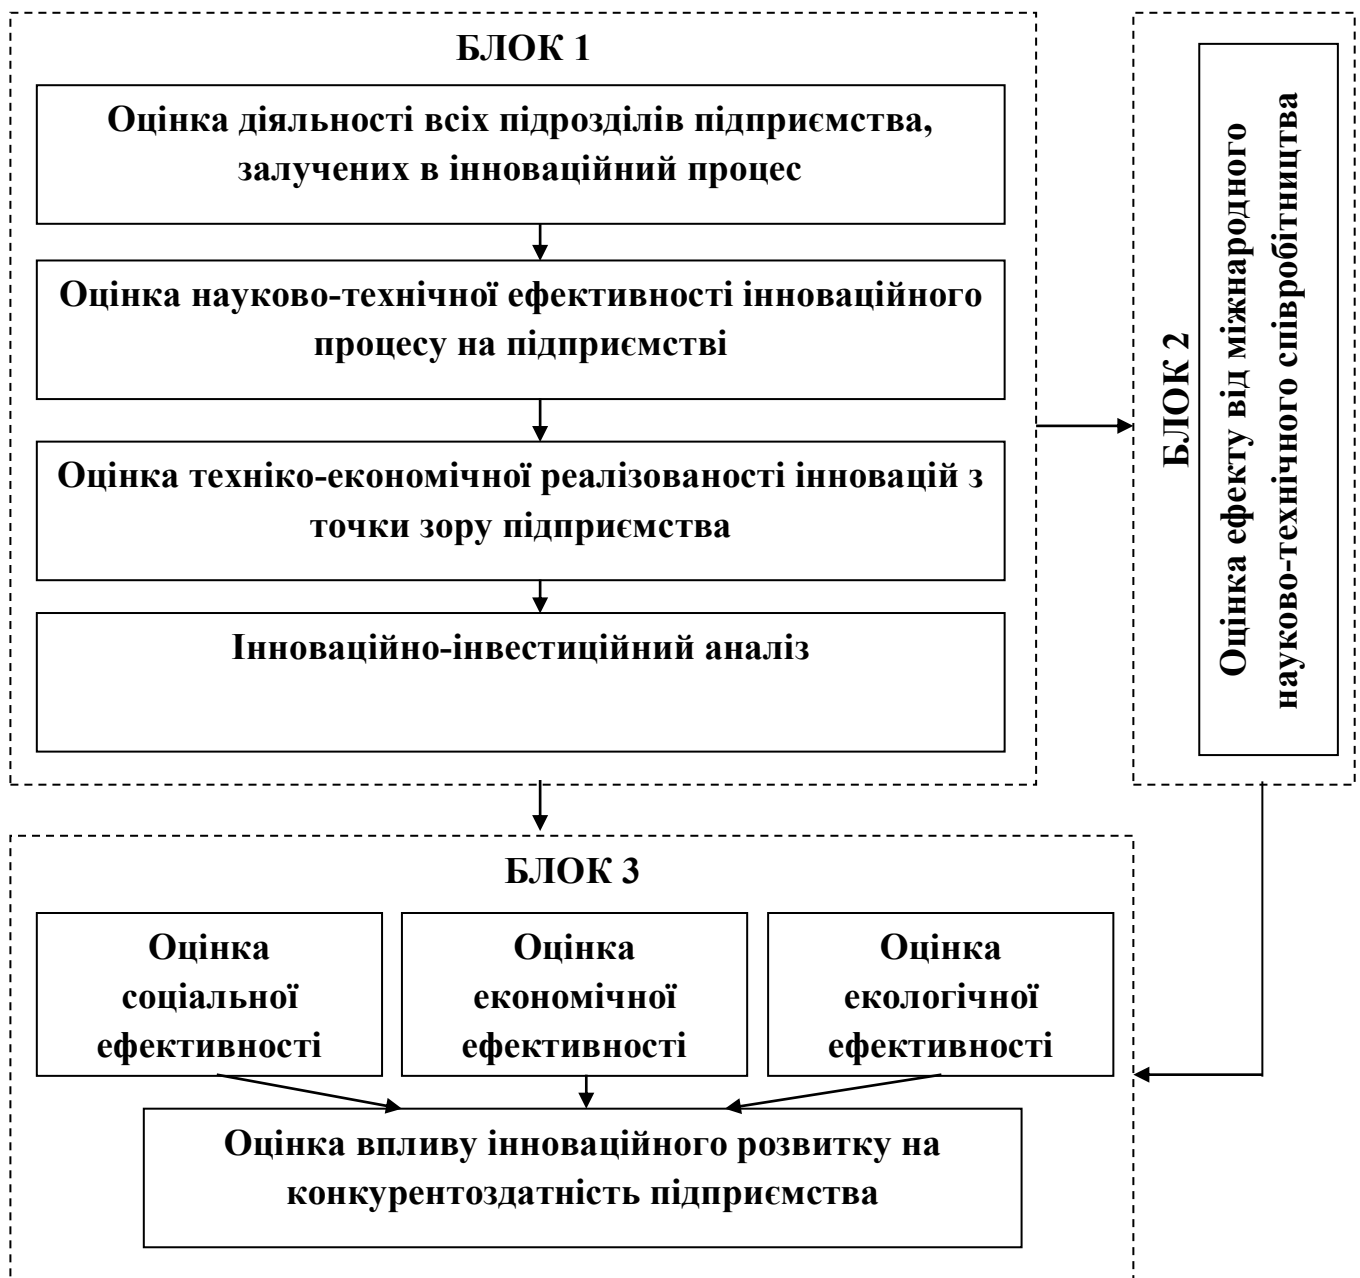 БЛОК 1
Оцінка діяльності всіх підрозділів підприємства,
залучених в інноваційний процес
Оцінка науково-технічної ефективності інноваційного
процесу на підприємстві
Оцінка техніко-економічної реалізованості інновацій з
точки зору підприємства
Інноваційно-інвестиційний аналіз
БЛОК 2
Оцінка ефекту від міжнародного
науково-технічного співробітництва
БЛОК 3
Оцінка
соціальної
ефективності
Оцінка
економічної
ефективності
Оцінка
екологічної
ефективності
Оцінка впливу інноваційного розвитку на
конкурентоздатність підприємства